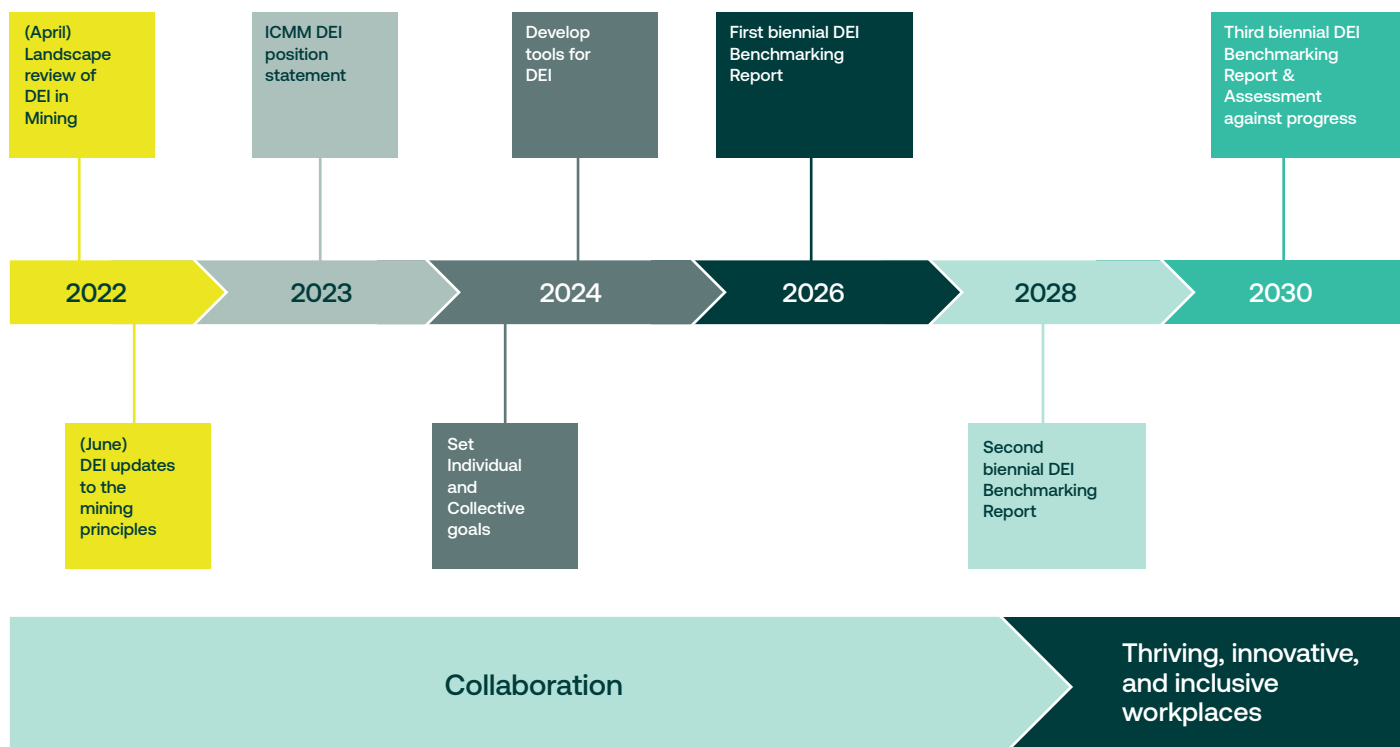 (April)
Landscape
review of
DEI in
Mining
ICMM DEI
position
statement
Develop
tools for
DEI
First biennial DEI
Benchmarking
Report
Third biennial DEI
Benchmarking
Report &
Assessment
against progress
2022
2023
2024
2026
2028
2030
(June)
DEI updates
to the
mining
principles
Set
Individual
and
Collective
goals
Second
biennial DEI
Benchmarking
Report
Collaboration
Thriving, innovative,
and inclusive
workplaces